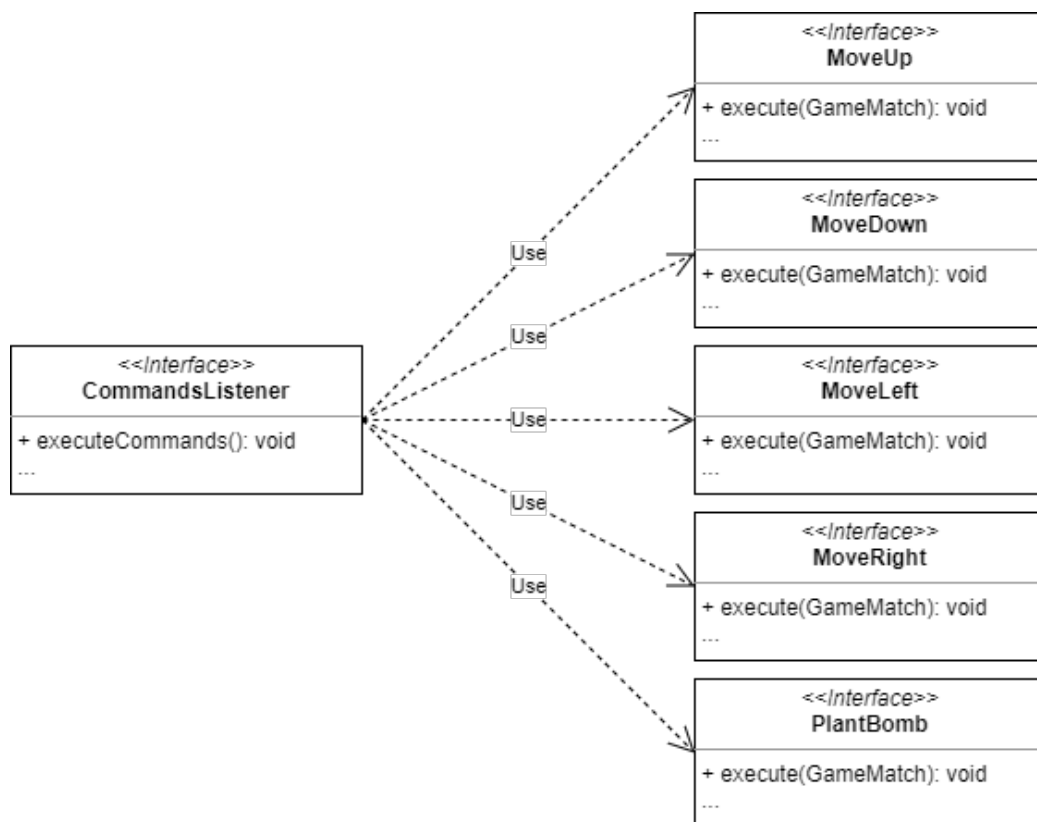 <<Interface>>
MoveUp
+ execute(GameMatch): void
...
<<Interface>>
MoveDown
+ execute(GameMatch): void
...
<<Interface>>
CommandsListener
+ executeCommands(): void
...
<<Interface>>
MoveLeft
+ execute(GameMatch): void
...
<<Interface>>
MoveRight
+ execute(GameMatch): void
...
<<Interface>>
PlantBomb
+ execute(GameMatch): void
...
Use
Use
Use
Use
Use